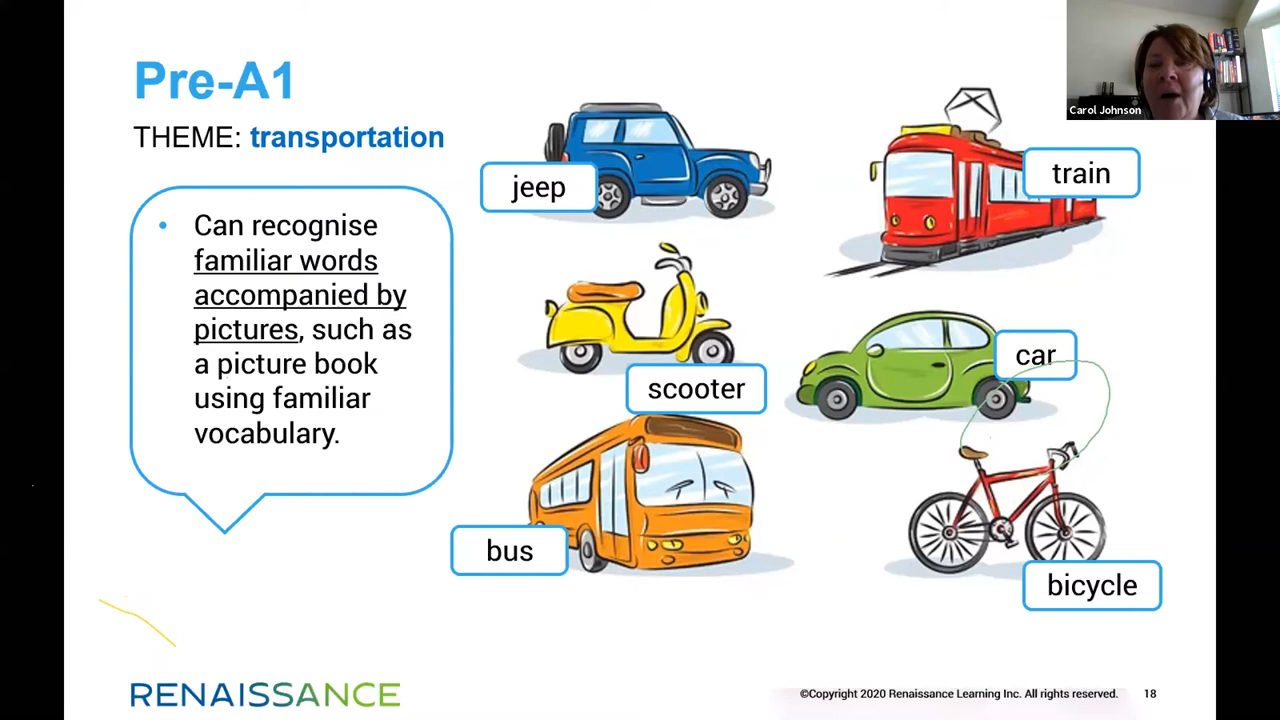 Pre-A1
THEME: transportation
• Can recognise
familiar words
accompanied by
pictures, such as
a picture book
using familiar
vocabulary.
jeep
train
scooter
car
bus
bicycle
Carol Johnson
RENAISSANCE
©Copyright 2020 Renaissance Learning Inc. All rights reserved.
18